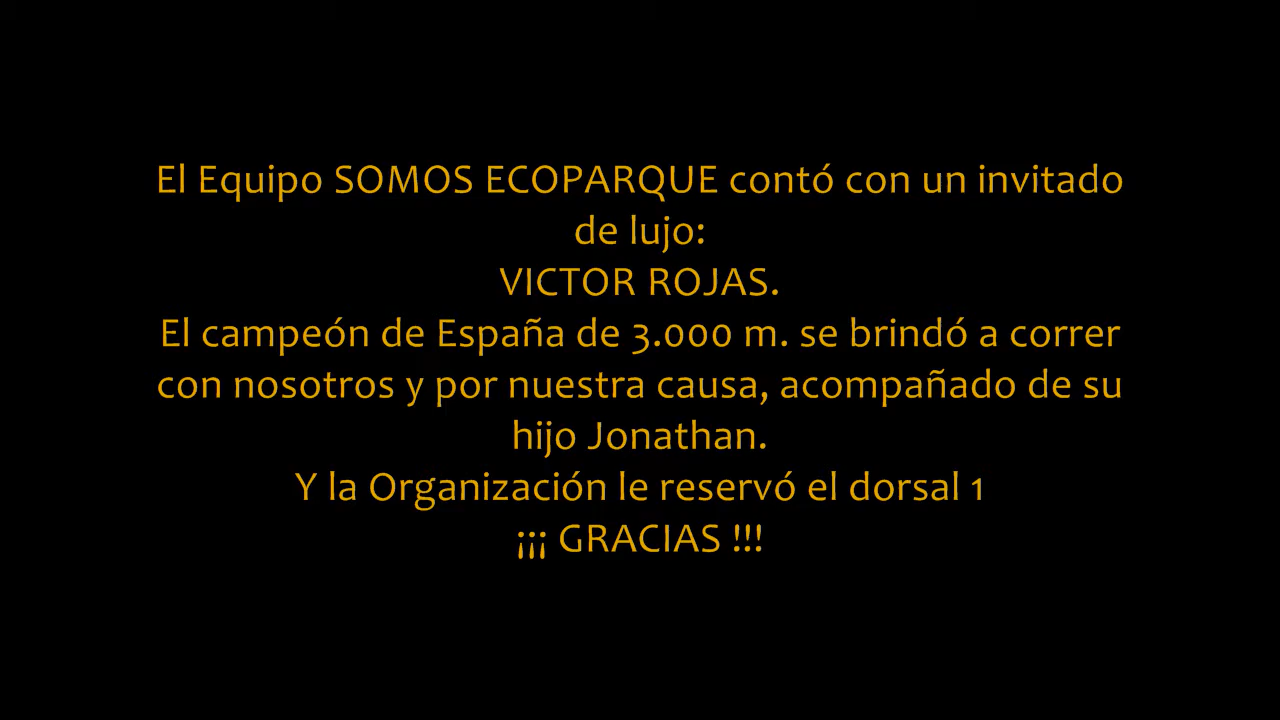 El Equipo SOMOS ECOPARQUE contó con un invitado
de lujo:
VICTOR ROJAS.
El campeón de España de 3.000 m. se brindó a correr
con nosotros y por nuestra causa, acompañado de su
hijo Jonathan.
Y la Organización le reservó el dorsal 1
¡¡¡ GRACIAS !!!